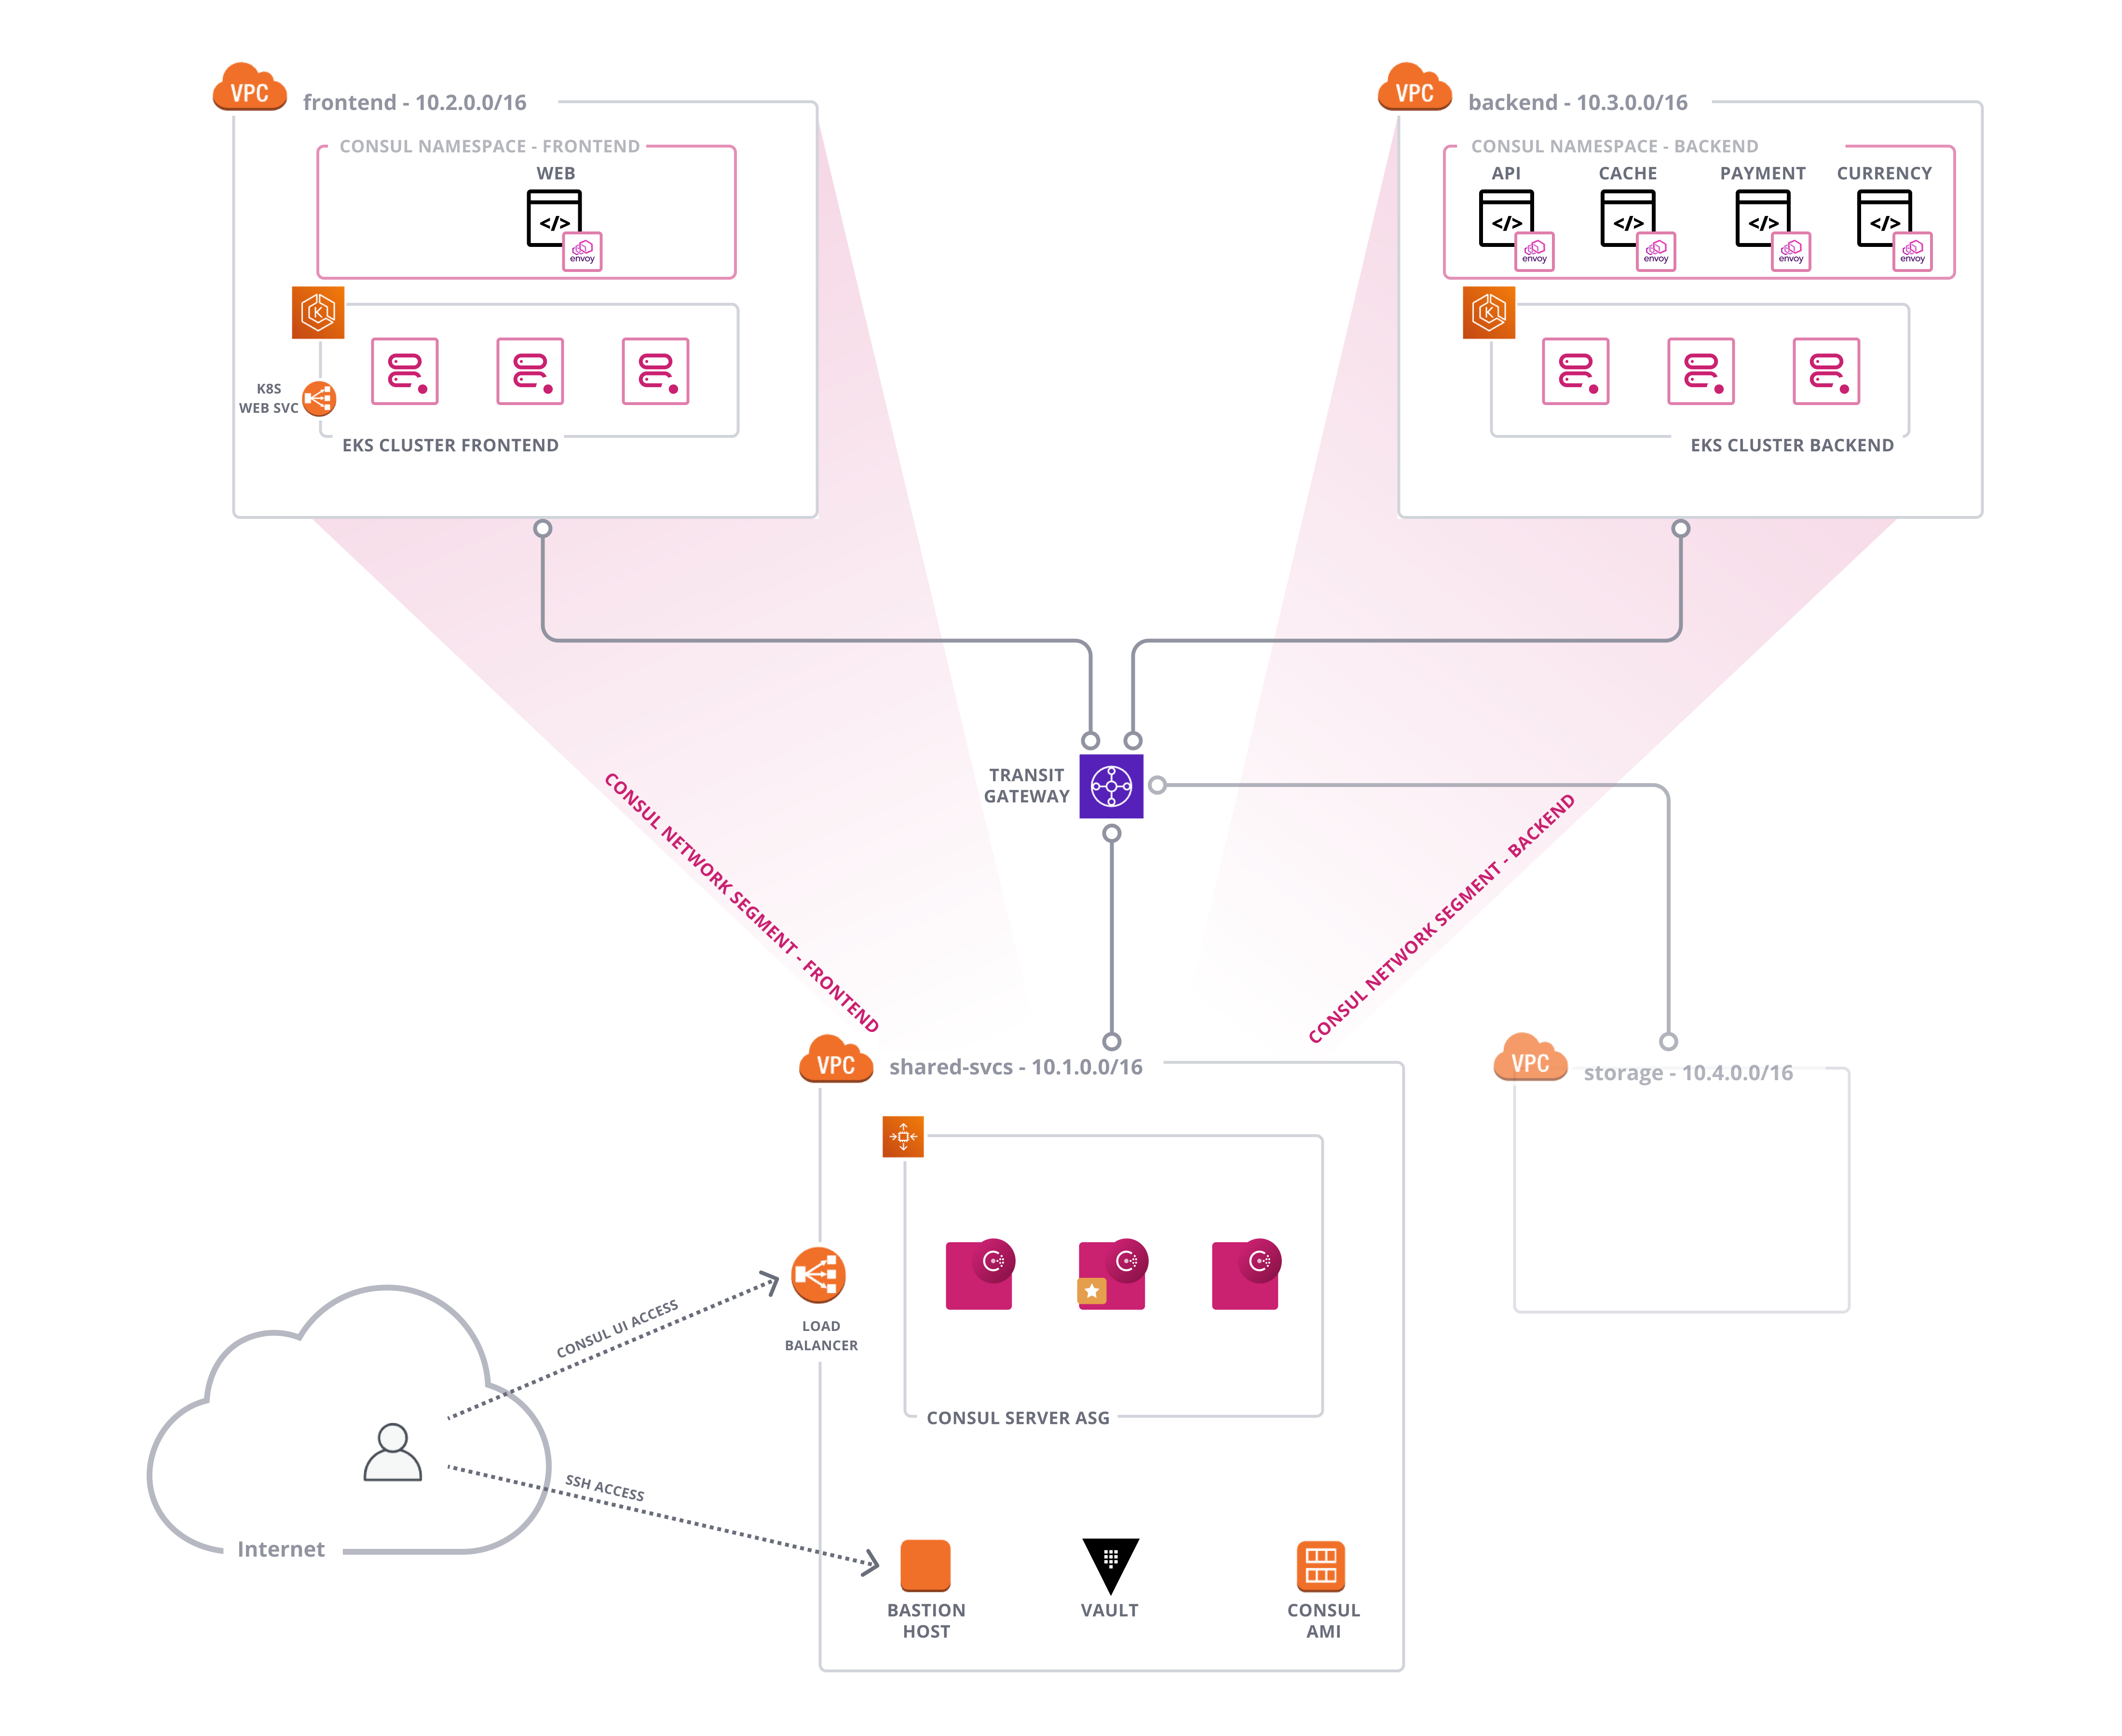 VPC
frontend - 10.2.0.0/16
CONSUL NAMESPACE - FRONTEND
WEB
</>
envoy
K8S
WEB SVC
EKS CLUSTER FRONTEND
VPC
backend - 10.3.0.0/16
CONSUL NAMESPACE - BACKEND
API
CACHE
PAYMENT
CURRENCY
</>
</>
</>
</>
envoy
envoy
envoy
envoy
EKS CLUSTER BACKEND
TRANSIT
GATEWAY
CONSUL NETWORK SEGMENT - FRONTEND
CONSUL NETWORK SEGMENT - BACKEND
VPC
shared-svcs - 10.1.0.0/16
VPC
storage - 10.4.0.0/16
LOAD
BALANCER
CONSUL SERVER ASG
CONSUL UI ACCESS
SSH ACCESS
Internet
BASTION
HOST
VAULT
CONSUL
AMI